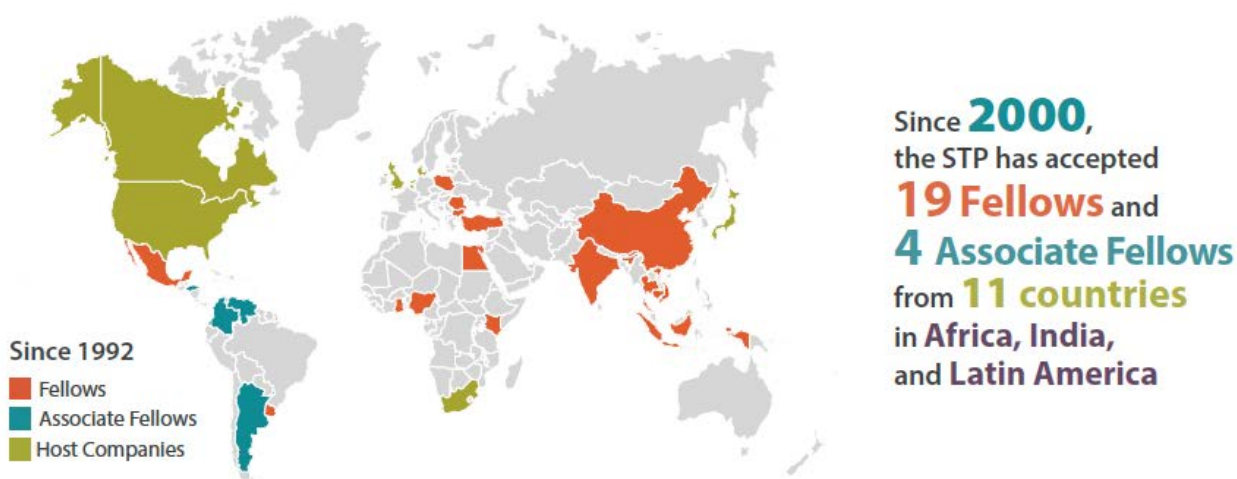 Since 1992
Fellows
Associate Fellows
Host Companies
Since 2000,
the STP has accepted
19 Fellows and
4 Associate Fellows
from 11 countries
in Africa, India,
and Latin America